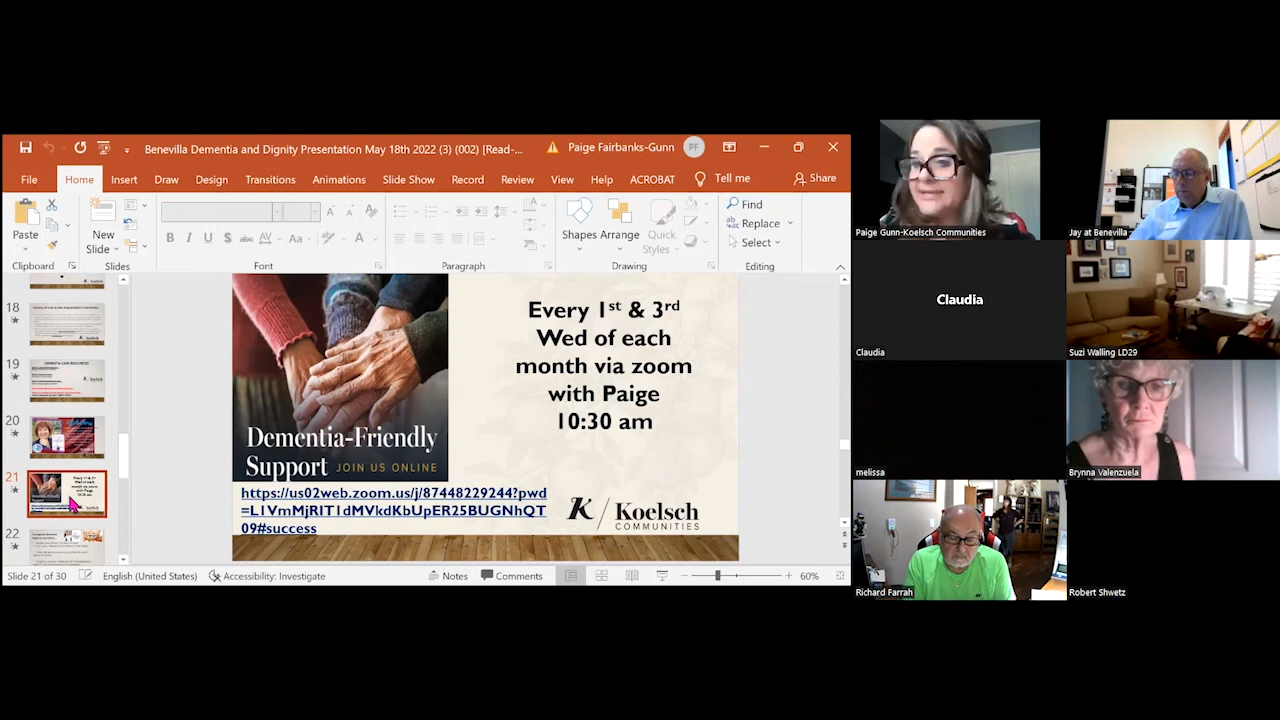 Benevilla Dementia and Dignity Presentation May 18th 2022 (3) (002) [Read-...
Paige Fairbanks-Gunn
PF
File
Home
Insert
Draw
Design
Transitions
Animations
Slide Show
Record
Review
View
Help
ACROBAT
Tell me
Share
Paste
New
Slide
Shapes
Arrange
Quick
Styles
Find
Replace
Select
Clipboard
Slides
Font
Paragraph
Drawing
Editing
18
19
DEMENTIA CARE RESOURCES
20
21
22
Every 1st & 3rd
Wed of each
month via zoom
with Paige
10:30 am
Dementia-Friendly
Support JOIN US ONLINE
https://us02web.zoom.us/j/87448229244?pwd
=L1VmMjRIT1dMVkdKbUpER25BUGNhQT
09#success
K / Koelsch
COMMUNITIES
Slide 21 of 30
English (United States)
Accessibility: Investigate
Notes
Comments
60%
Paige Gunn-Koelsch Communities
Jay at Benevilla
Claudia
Claudia
Suzi Walling LD29
melissa
Brynna Valenzuela
Richard Farrah
Robert Shwetz